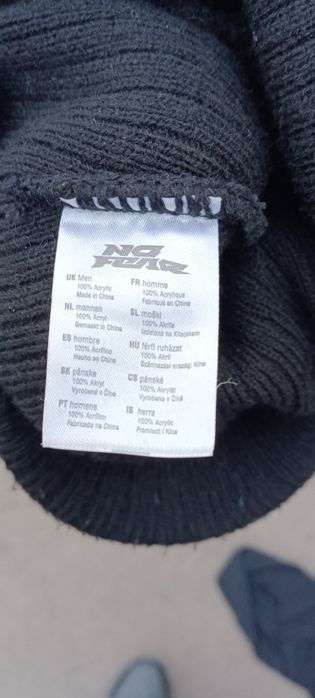 NO
FEAR
UK Men
100% Acrylic
Made in China
FR homme
100% Acrylique
Fabriqué en China
NL mannen
100% Acryl
Gemaakt in China
SL moški
100% Akrila
Izdelano na Kitajskem
ES hombre
100% Acrílico
Hecho en China
HU férfi ruházat
100% Akril
Származási ország: Kína
SK pánske
100% Akryl
Vyrobené v Číne
CS pánské
100% Akrylát
Vyrobeno v Číně
PT homens
100% Acrílico
Fabricado na China
IS herra
100% Acrylic
Framleitt í Kína